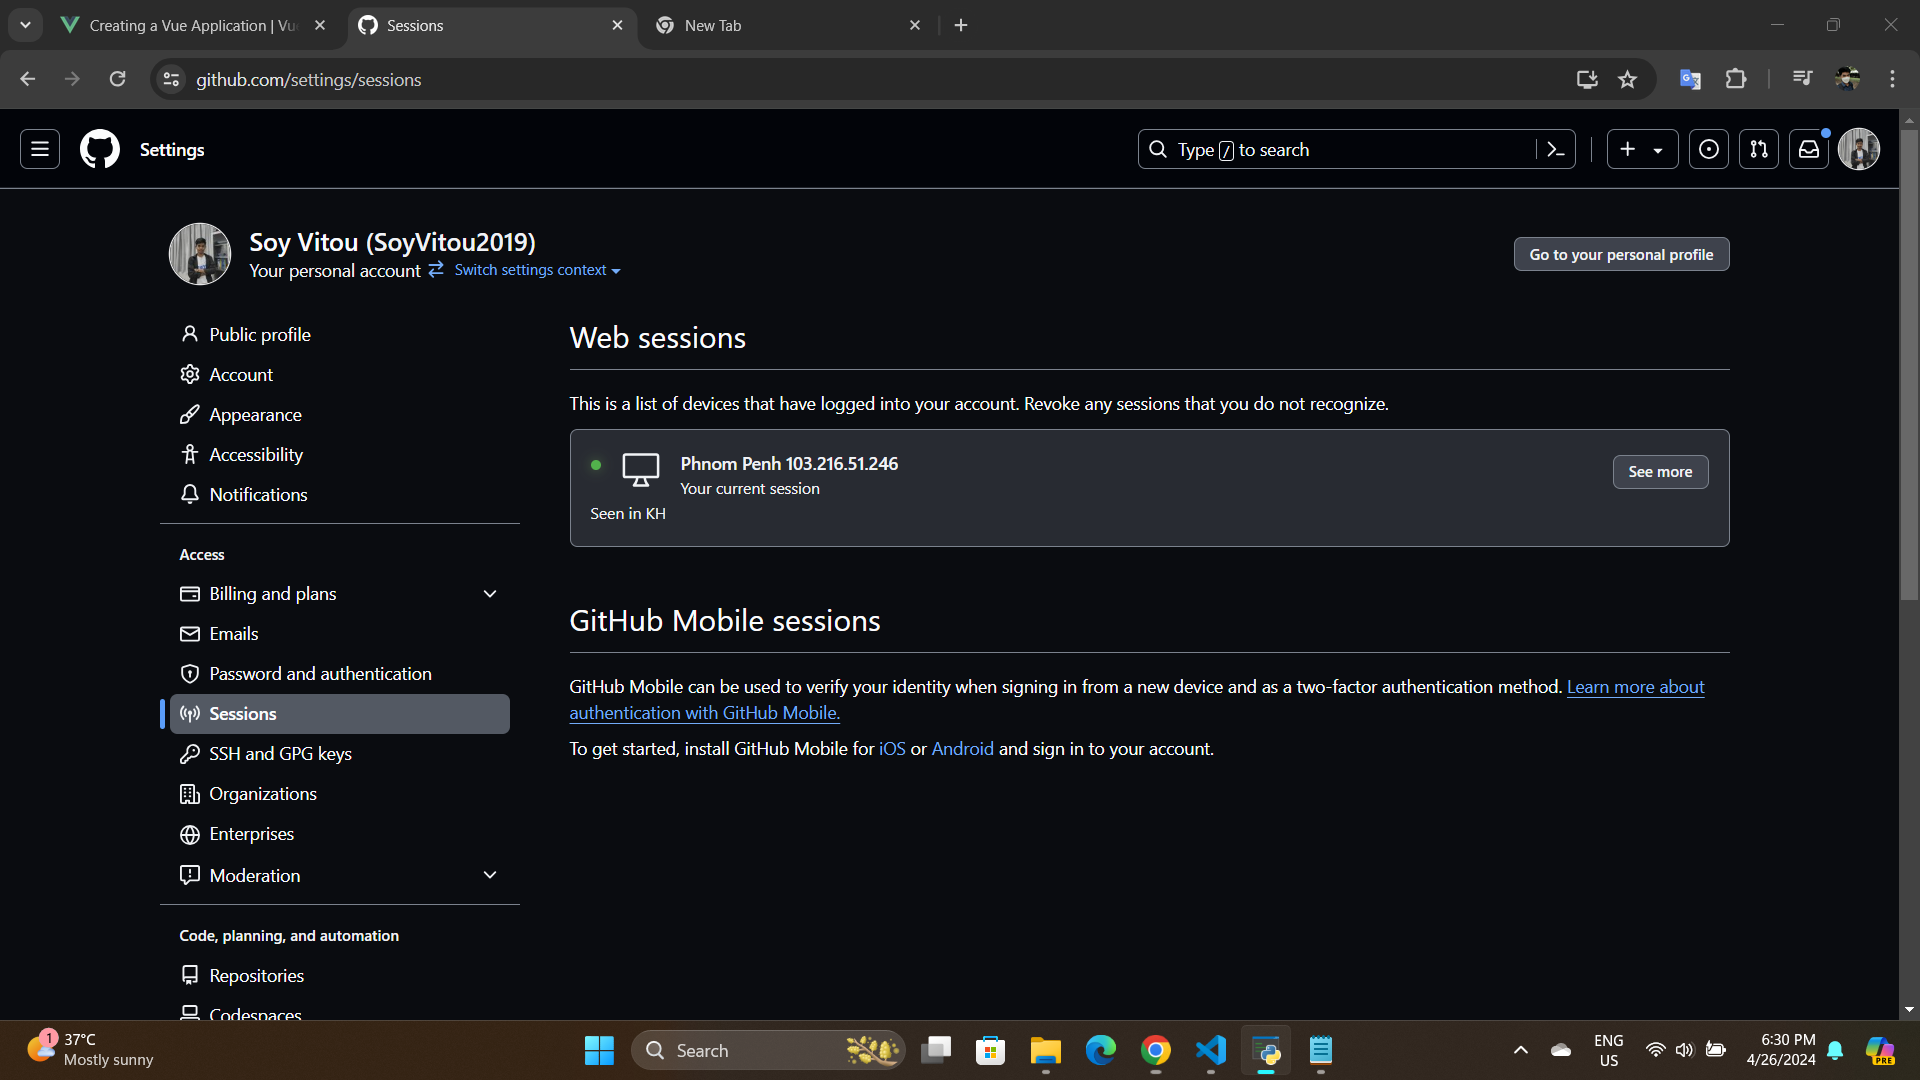 Creating a Vue Application | Vu
Sessions
New Tab
github.com/settings/sessions
Settings
Type / to search
Soy Vitou (SoyVitou2019)
Your personal account
Switch settings context
Go to your personal profile
Public profile
Account
Appearance
Accessibility
Notifications
Access
Billing and plans
Emails
Password and authentication
Sessions
SSH and GPG keys
Organizations
Enterprises
Moderation
Code, planning, and automation
Repositories
Codespaces
Web sessions
This is a list of devices that have logged into your account. Revoke any sessions that you do not recognize.
Phnom Penh 103.216.51.246
Your current session
See more
Seen in KH
GitHub Mobile sessions
GitHub Mobile can be used to verify your identity when signing in from a new device and as a two-factor authentication method. Learn more about
authentication with GitHub Mobile.
To get started, install GitHub Mobile for iOS or Android and sign in to your account.
1
37°C
Mostly sunny
Search
ENG
US
6:30 PM
4/26/2024
PRE